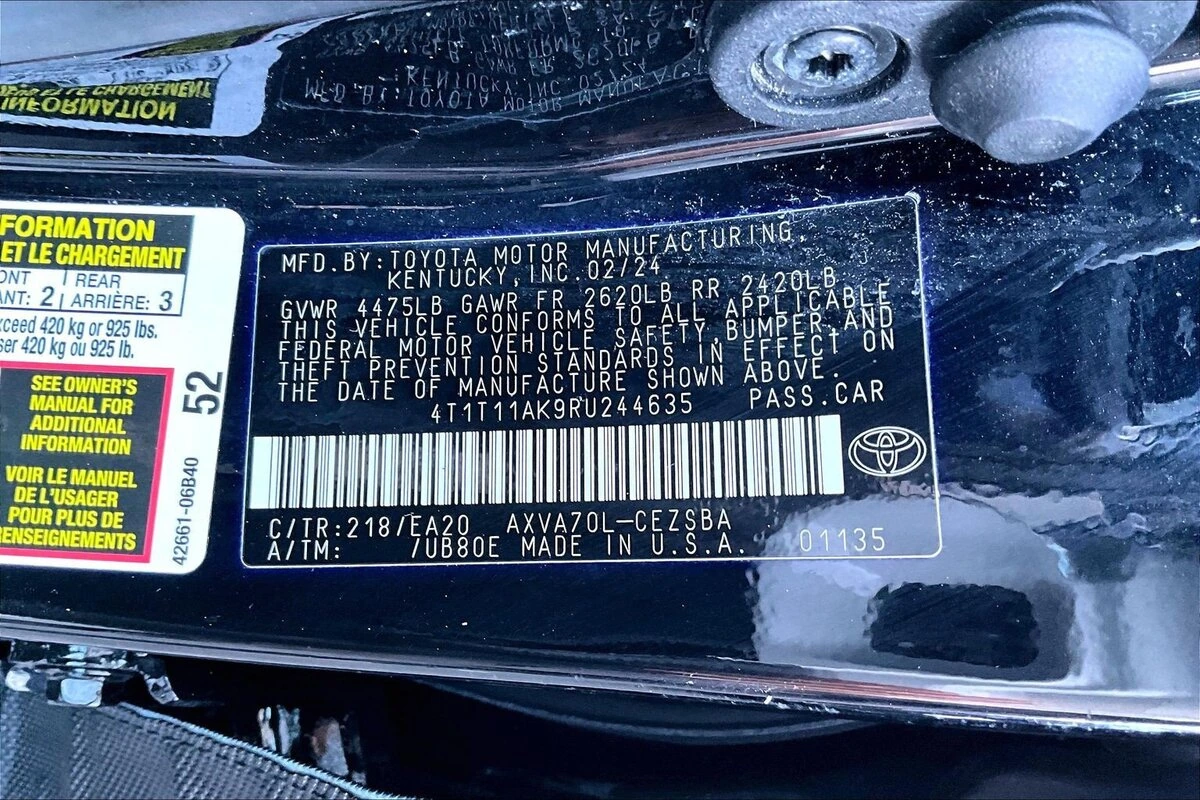 FORMATION
ET LE CHARGEMENT
REAR
2 ARRIÈRE: 3
exceed 420 kg or 925 lbs.
420 kg ou 925 lb.
SEE OWNER'S
MANUAL FOR
ADDITIONAL
INFORMATION
VOIR LE MANUEL
DE L'USAGER
POUR PLUS DE
RENSEIGNEMENTS
52
42661-06B40
MFD.BY:TOYOTA MOTOR MANUFACTURING,
KENTUCKY,INC.02/24
GVWR 4475LB GAWR FR 2620LB RR 2420LB
THIS VEHICLE CONFORMS TO ALL APPLICABLE
FEDERAL MOTOR VEHICLE SAFETY,BUMPER,AND
THEFT PREVENTION STANDARDS IN EFFECT ON
THE DATE OF MANUFACTURE SHOWN ABOVE.
4T1T11AK9RU244635 PASS.CAR
C/TR:218/EA20 AXVA70L-CEZSBA
A/TM: /UB80E MADE IN U.S.A. 01135